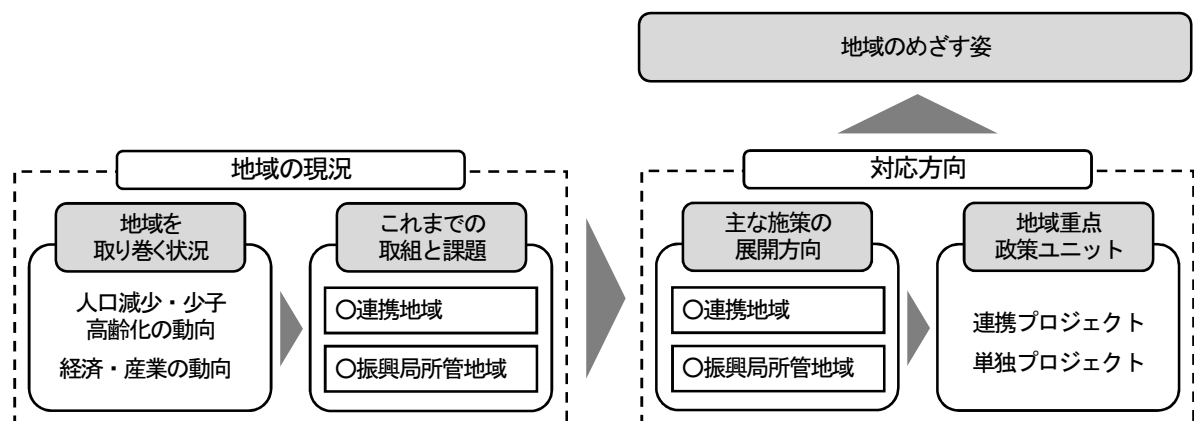 地域のめざす姿
地域の現況
地域を
取り巻く状況
人口減少・少子
高齢化の動向
経済・産業の動向
これまでの
取組と課題
〇連携地域
〇振興局所管地域
対応方向
主な施策の
展開方向
〇連携地域
〇振興局所管地域
地域重点
政策ユニット
連携プロジェクト
単独プロジェクト